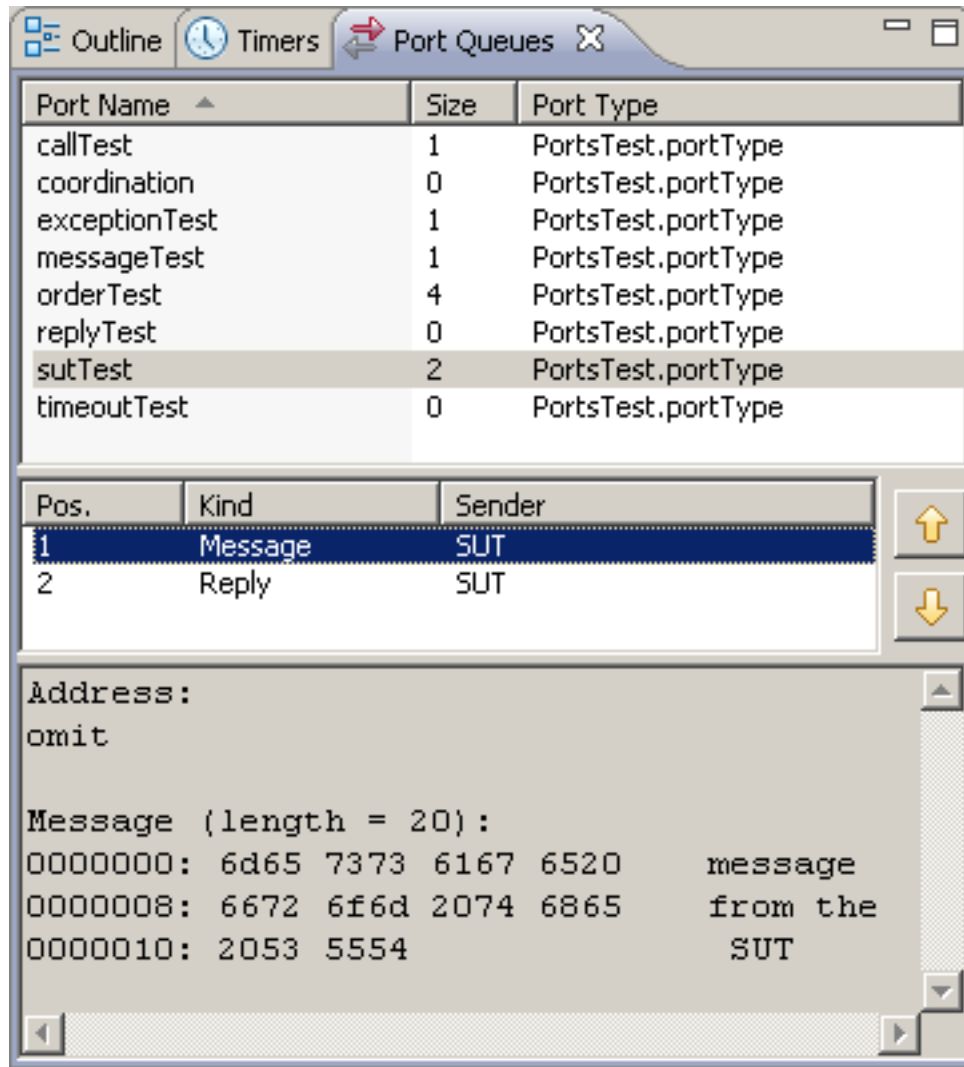 Outline Timers Port Queues
Port Name Size Port Type
callTest 1 PortsTest.portType
coordination 0 PortsTest.portType
exceptionTest 1 PortsTest.portType
messageTest 1 PortsTest.portType
orderTest 4 PortsTest.portType
replyTest 0 PortsTest.portType
sutTest 2 PortsTest.portType
timeoutTest 0 PortsTest.portType
Pos. Kind Sender
1 Message SUT
2 Reply SUT
Address:
omit
Message (length = 20):
0000000: 6d65 7373 6167 6520 message
0000008: 6672 6f6d 2074 6865 from the
0000010: 2053 5554 SUT